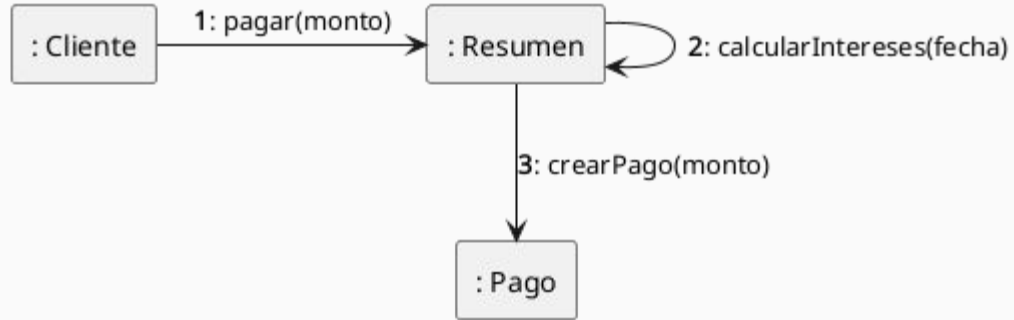 1: pagar(monto)
: Cliente
: Resumen
2: calcularIntereses(fecha)
3: crearPago(monto)
: Pago